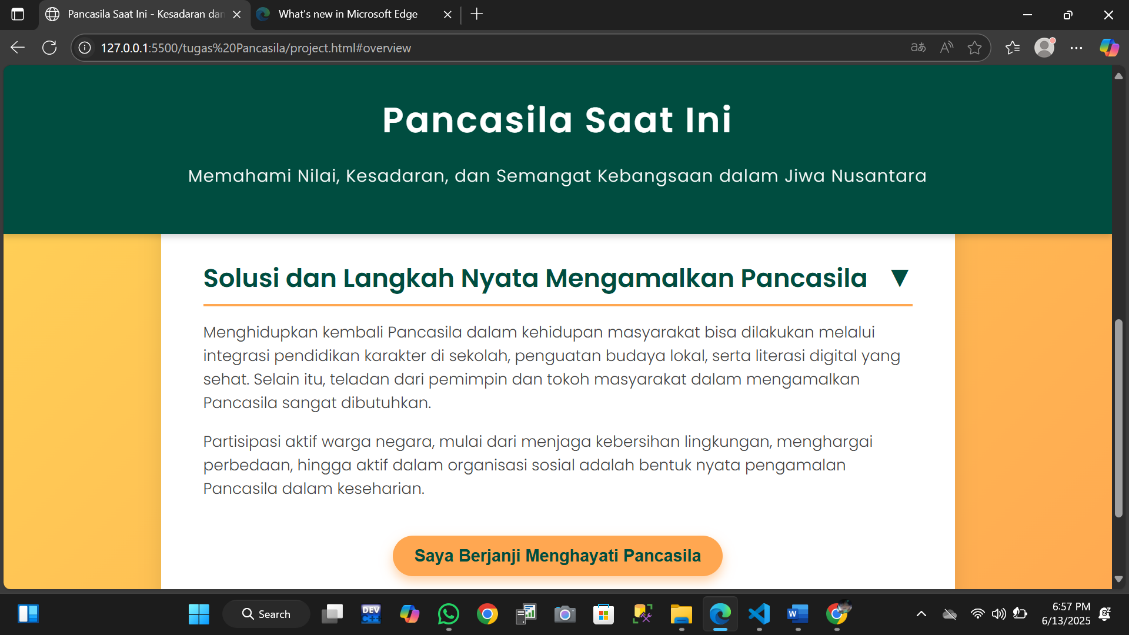 Pancasila Saat Ini - Kesadaran dan
What's new in Microsoft Edge
127.0.0.1:5500/tugas%20Pancasila/project.html#overview
Pancasila Saat Ini
Memahami Nilai, Kesadaran, dan Semangat Kebangsaan dalam Jiwa Nusantara
Solusi dan Langkah Nyata Mengamalkan Pancasila ▼
Menghidupkan kembali Pancasila dalam kehidupan masyarakat bisa dilakukan melalui
integrasi pendidikan karakter di sekolah, penguatan budaya lokal, serta literasi digital yang
sehat. Selain itu, teladan dari pemimpin dan tokoh masyarakat dalam mengamalkan
Pancasila sangat dibutuhkan.
Partisipasi aktif warga negara, mulai dari menjaga kebersihan lingkungan, menghargai
perbedaan, hingga aktif dalam organisasi sosial adalah bentuk nyata pengamalan
Pancasila dalam keseharian.
Saya Berjanji Menghayati Pancasila
Search
DEV
6:57 PM
6/13/2025